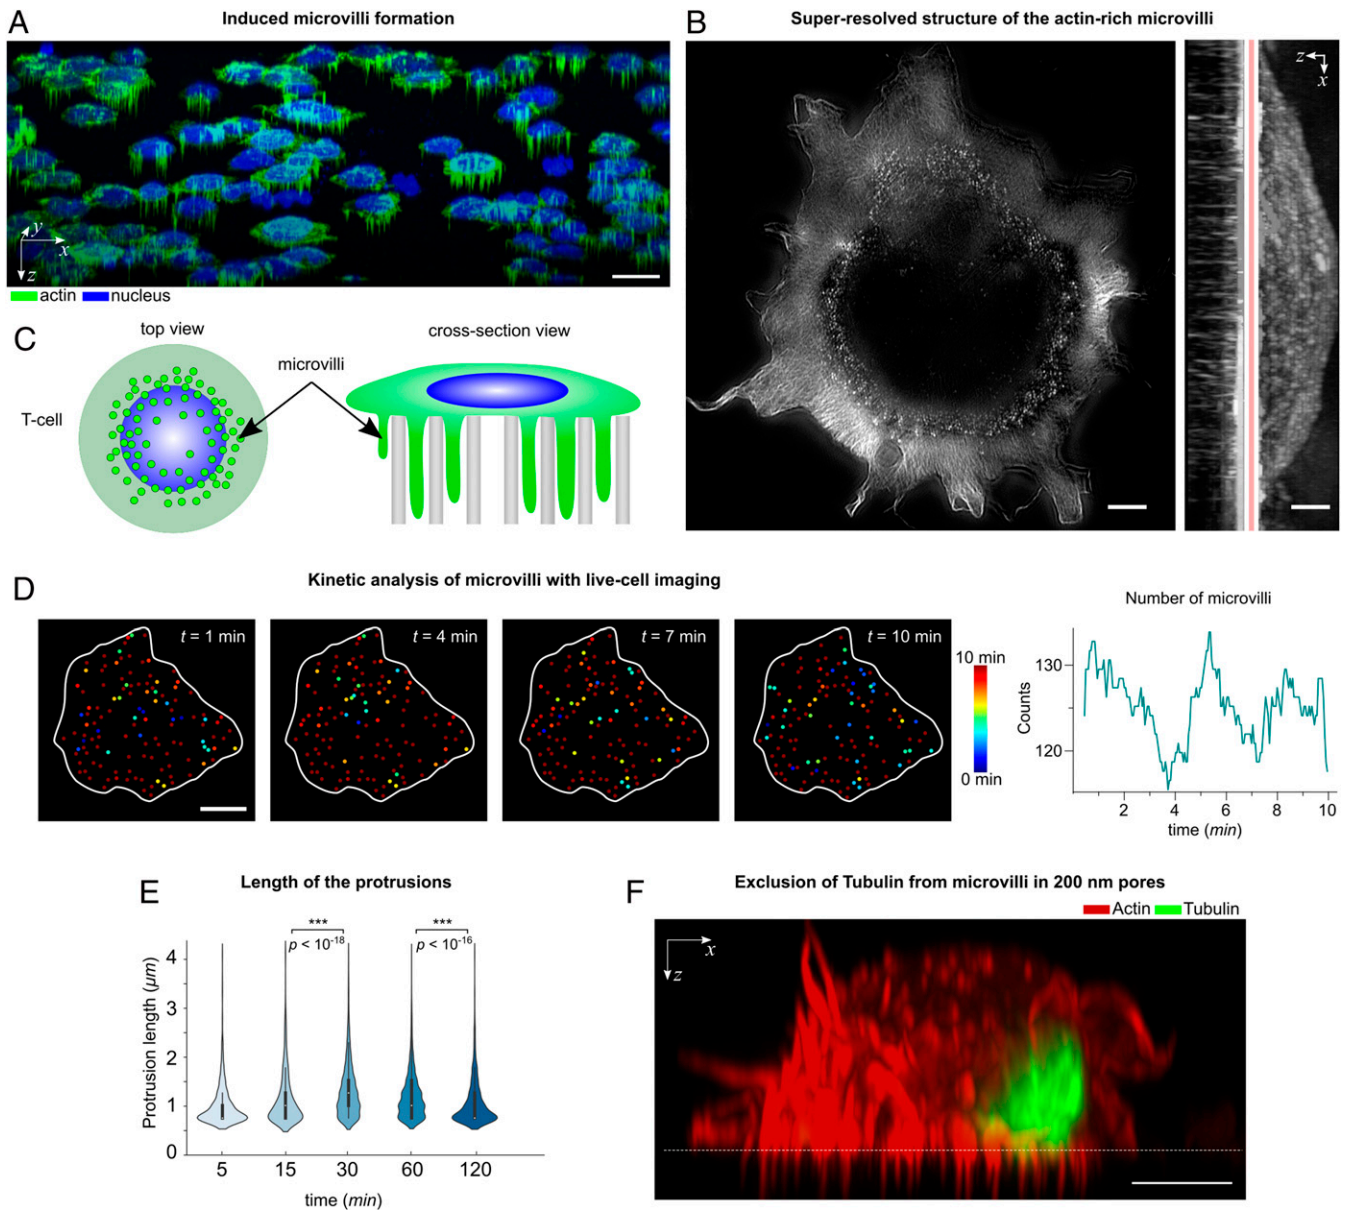 A
Induced microvilli formation
y
x
z
actin nucleus
B
Super-resolved structure of the actin-rich microvilli
z
x
C
top view
cross-section view
microvilli
T-cell
D
Kinetic analysis of microvilli with live-cell imaging
t = 1 min
t = 4 min
t = 7 min
t = 10 min
10 min
0 min
Number of microvilli
Counts
130
120
2 4 6 8 10
time (min)
E
Length of the protrusions
*** ***
p < 10⁻¹⁸ p < 10⁻¹⁶
Protrusion length (μm)
4
3
2
1
0
5 15 30 60 120
time (min)
F
Exclusion of Tubulin from microvilli in 200 nm pores
Actin Tubulin
x
z